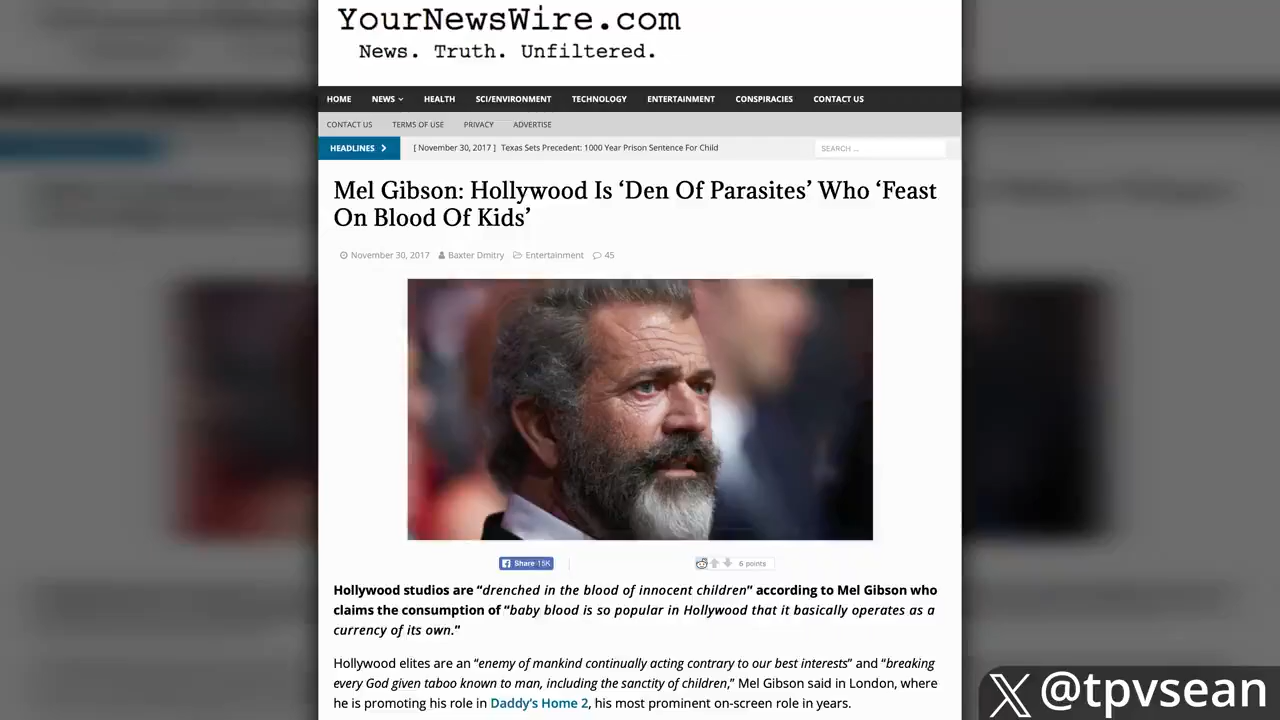 YourNewsWire.com
News. Truth. Unfiltered.
HOME NEWS HEALTH SCI/ENVIRONMENT TECHNOLOGY ENTERTAINMENT CONSPIRACIES CONTACT US
CONTACT US TERMS OF USE PRIVACY ADVERTISE
HEADLINES [ November 30, 2017 ] Texas Sets Precedent: 1000 Year Prison Sentence For Child SEARCH …
Mel Gibson: Hollywood Is ‘Den Of Parasites’ Who ‘Feast
On Blood Of Kids’
November 30, 2017 Baxter Dmitry Entertainment 45
Share 15K 6 points
Hollywood studios are “drenched in the blood of innocent children” according to Mel Gibson who
claims the consumption of “baby blood is so popular in Hollywood that it basically operates as a
currency of its own.”
Hollywood elites are an “enemy of mankind continually acting contrary to our best interests” and “breaking
every God given taboo known to man, including the sanctity of children,” Mel Gibson said in London, where
he is promoting his role in Daddy’s Home 2, his most prominent on-screen role in years.
X @tpvsean